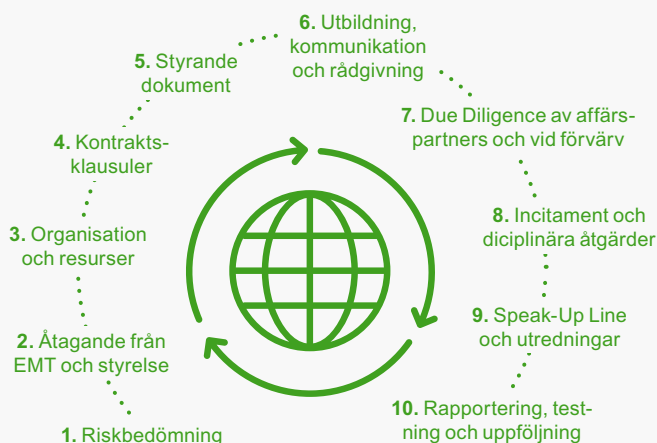 1. Riskbedömning
2. Åtagande från
EMT och styrelse
3. Organisation
och resurser
4. Kontrakts-
klausuler
5. Styrande
dokument
6. Utbildning,
kommunikation
och rådgivning
7. Due Diligence av affärs-
partners och vid förvärv
8. Incitament och
diciplinära åtgärder
9. Speak-Up Line
och utredningar
10. Rapportering, test-
ning och uppföljning